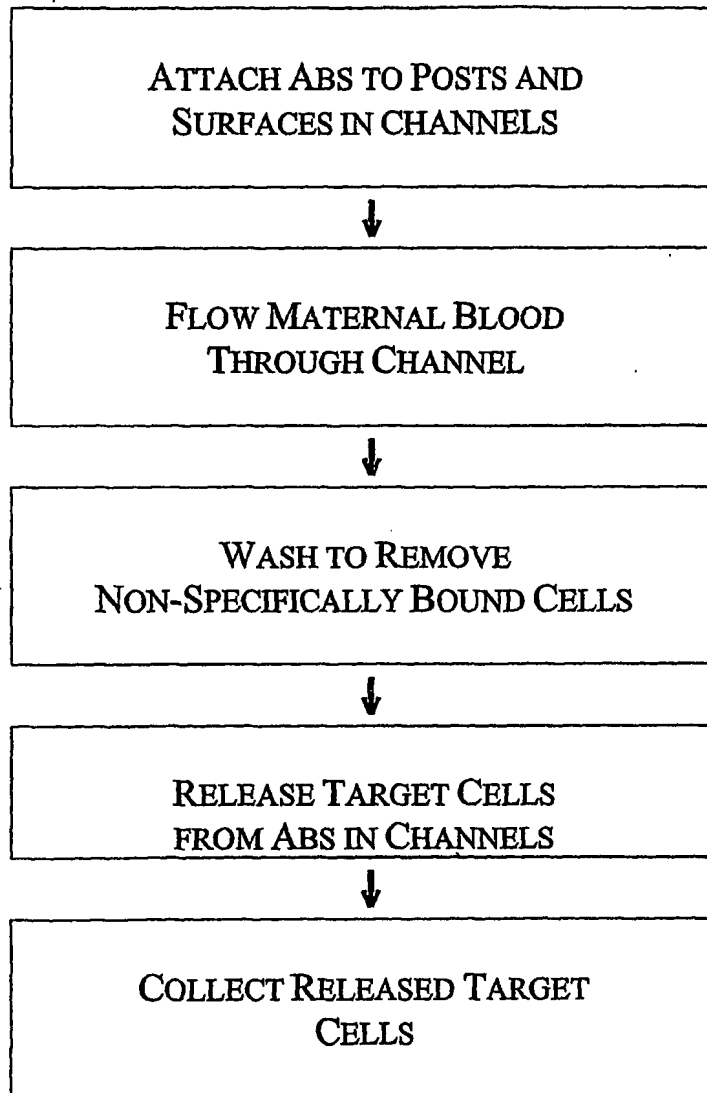 ATTACH ABS TO POSTS AND
SURFACES IN CHANNELS
FLOW MATERNAL BLOOD
THROUGH CHANNEL
WASH TO REMOVE
NON-SPECIFICALLY BOUND CELLS
RELEASE TARGET CELLS
FROM ABS IN CHANNELS
COLLECT RELEASED TARGET
CELLS